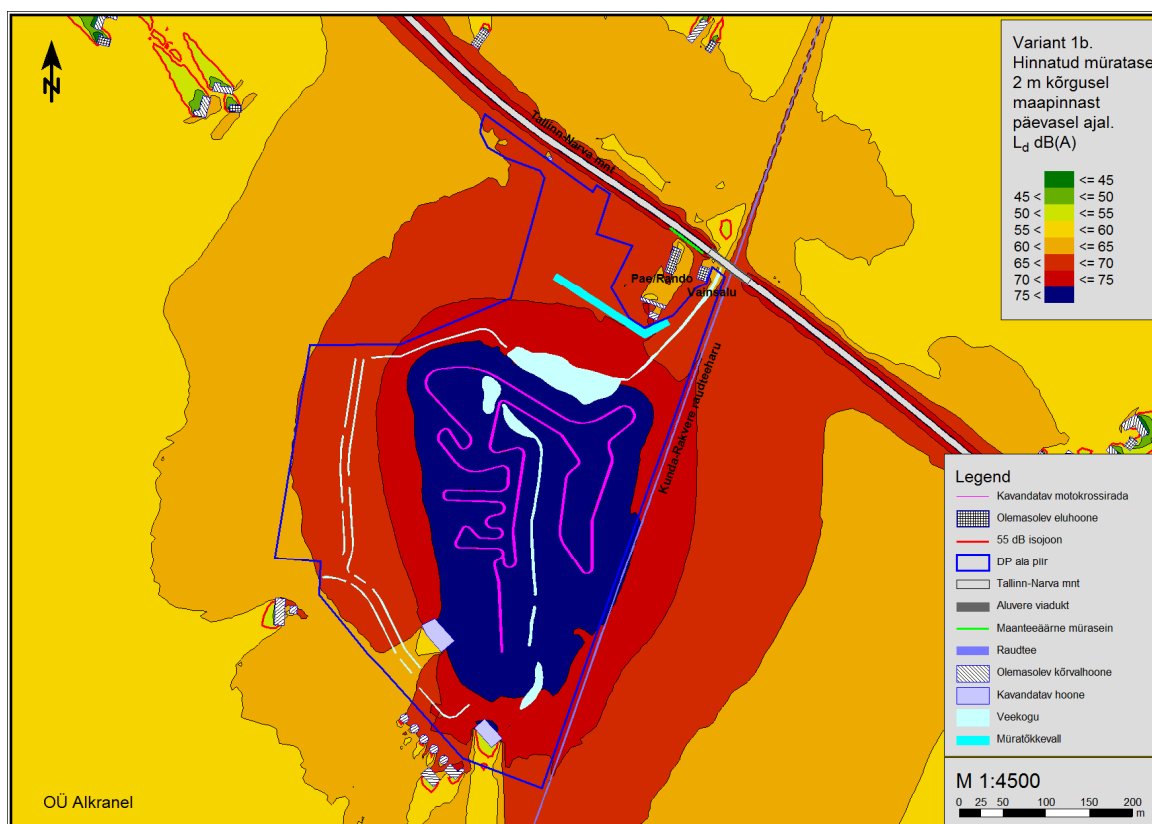 Variant 1b.
Hinnatud müratase
2 m kõrgusel
maapinnast
päevasel ajal.
Ld dB(A)
<= 45
45 < <= 50
50 < <= 55
55 < <= 60
60 < <= 65
65 < <= 70
70 < <= 75
75 <
N
Tallinn-Narva mnt
Pae/Rando
Vainsalu
Kunda-Rakvere raudteeharu
Legend
Kavandatav motokrossirada
Olemasolev eluhoone
55 dB isojoon
DP ala piir
Tallinn-Narva mnt
Aluvere viadukt
Maanteeäärne mürasein
Raudtee
Olemasolev kõrvalhoone
Kavandatav hoone
Veekogu
Müratõkkevall
M 1:4500
0 25 50 100 150 200
m
OÜ Alkranel